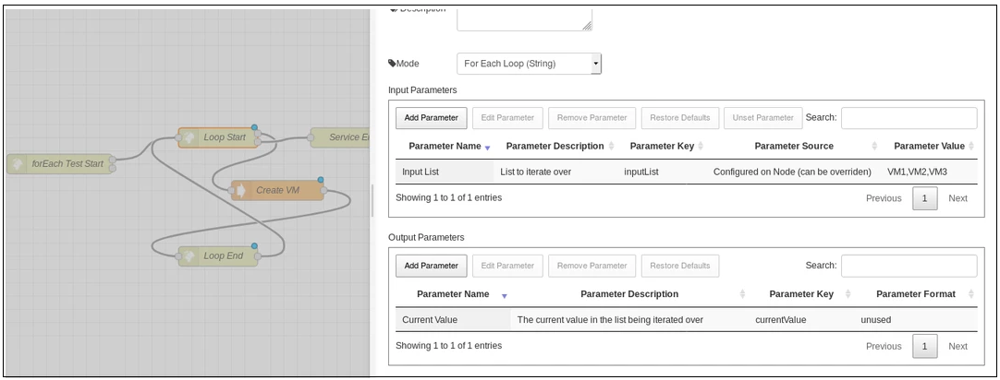 Description
Mode For Each Loop (String)
Input Parameters
Add Parameter Edit Parameter Remove Parameter Restore Defaults Unset Parameter Search:
Parameter Name Parameter Description Parameter Key Parameter Source Parameter Value
Input List List to iterate over inputList Configured on Node (can be overriden) VM1,VM2,VM3
Showing 1 to 1 of 1 entries Previous 1 Next
Output Parameters
Add Parameter Edit Parameter Remove Parameter Restore Defaults Search:
Parameter Name Parameter Description Parameter Key Parameter Format
Current Value The current value in the list being iterated over currentValue unused
Showing 1 to 1 of 1 entries Previous 1 Next
Loop Start
Service
forEach Test Start
Create VM
Loop End